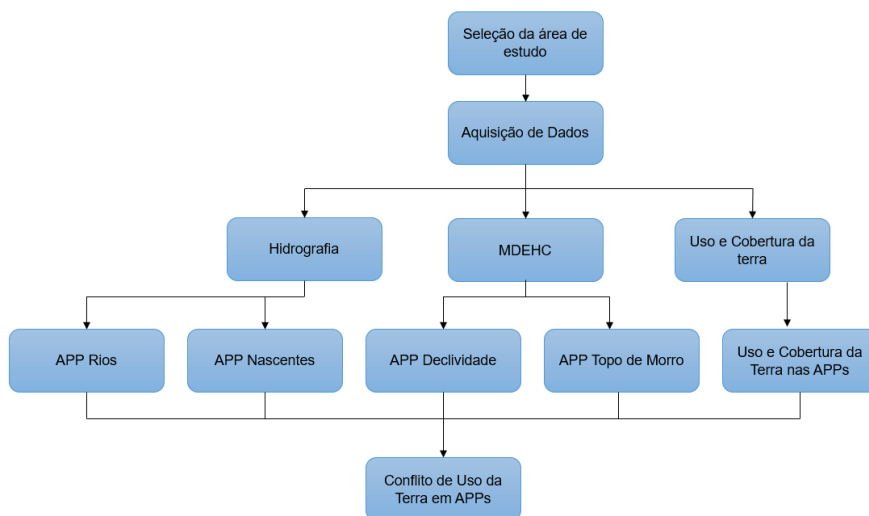 Seleção da área de
estudo
Aquisição de Dados
Hidrografia
MDEHC
Uso e Cobertura da
terra
APP Rios
APP Nascentes
APP Declividade
APP Topo de Morro
Uso e Cobertura da
Terra nas APPs
Conflito de Uso da
Terra em APPs